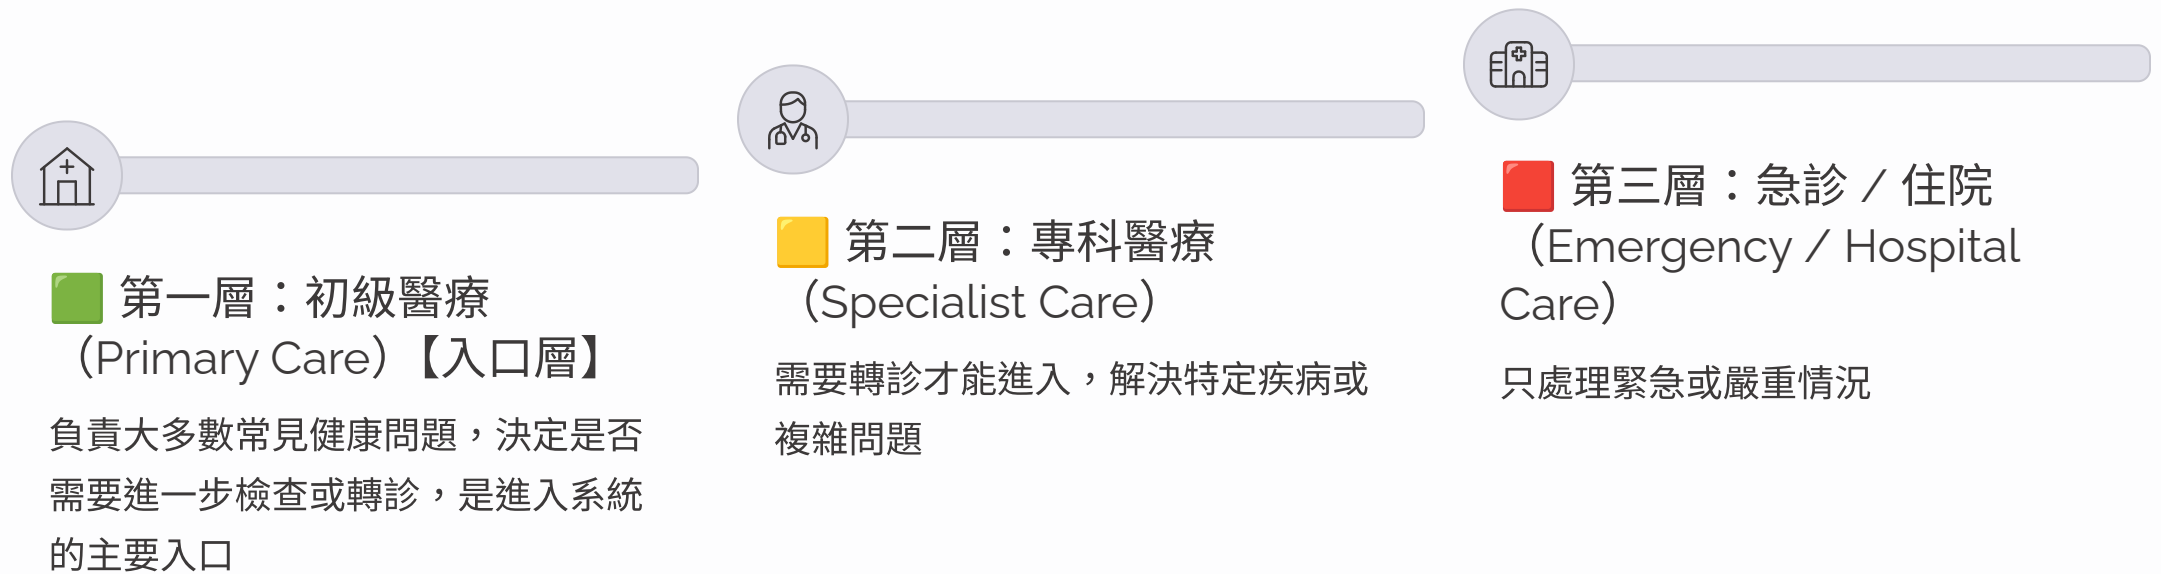 第一層：初級醫療
（Primary Care）【入口層】
負責大多數常見健康問題，決定是否
需要進一步檢查或轉診，是進入系統
的主要入口
第二層：專科醫療
（Specialist Care）
需要轉診才能進入，解決特定疾病或
複雜問題
第三層：急診 / 住院
（Emergency / Hospital
Care）
只處理緊急或嚴重情況